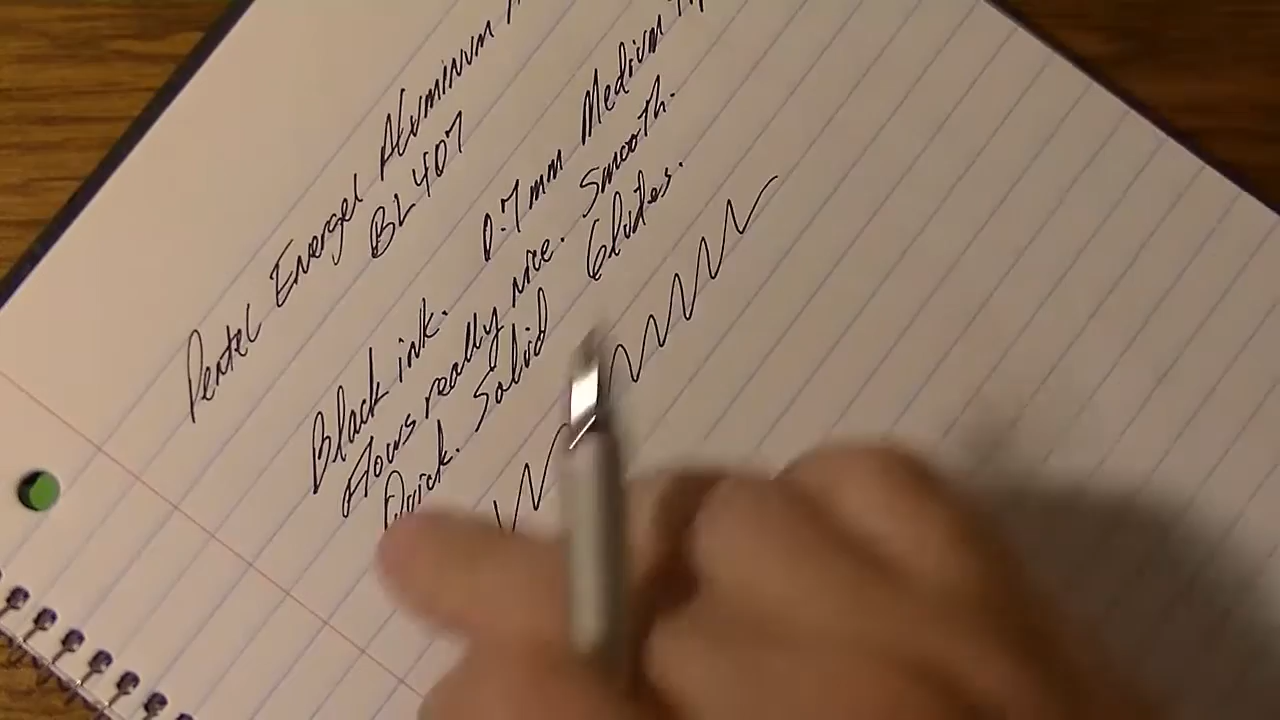 Pentel Energel Aluminum
BL407
Black ink. 0.7mm Medium
Flows really nice. Smooth.
Quick. Solid Glides.